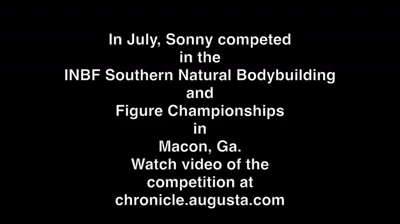 In July, Sonny competed
in the
INBF Southern Natural Bodybuilding
and
Figure Championships
in
Macon, Ga.
Watch video of the
competition at
chronicle.augusta.com